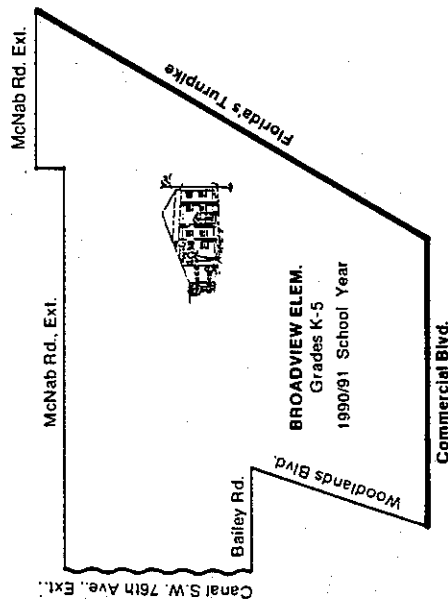 McNab Rd. Ext.
McNab Rd., Ext.
Florida's Turnpike
BROADVIEW ELEM.
Grades K-5
1990/91 School Year
Bailey Rd.
Woodlands Blvd.
Canal S.W. 76th Ave., Ext..
Commercial Blvd.